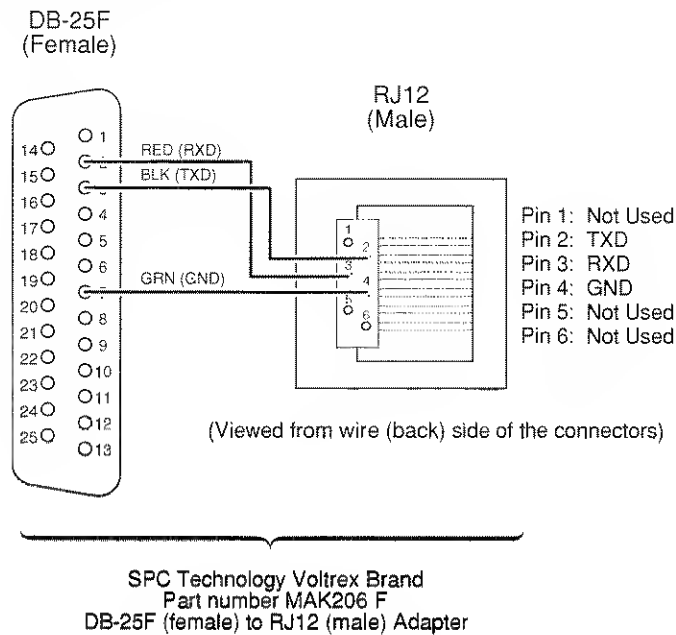 DB-25F
(Female)
RJ12
(Male)
1
14
2
RED (RXD)
15
3
BLK (TXD)
16
4
17
5
18
6
19
7
GRN (GND)
20
8
21
9
22
10
23
11
24
12
25
13
1
2
3
4
5
6
Pin 1: Not Used
Pin 2: TXD
Pin 3: RXD
Pin 4: GND
Pin 5: Not Used
Pin 6: Not Used
(Viewed from wire (back) side of the connectors)
SPC Technology Voltrex Brand
Part number MAK206 F
DB-25F (female) to RJ12 (male) Adapter